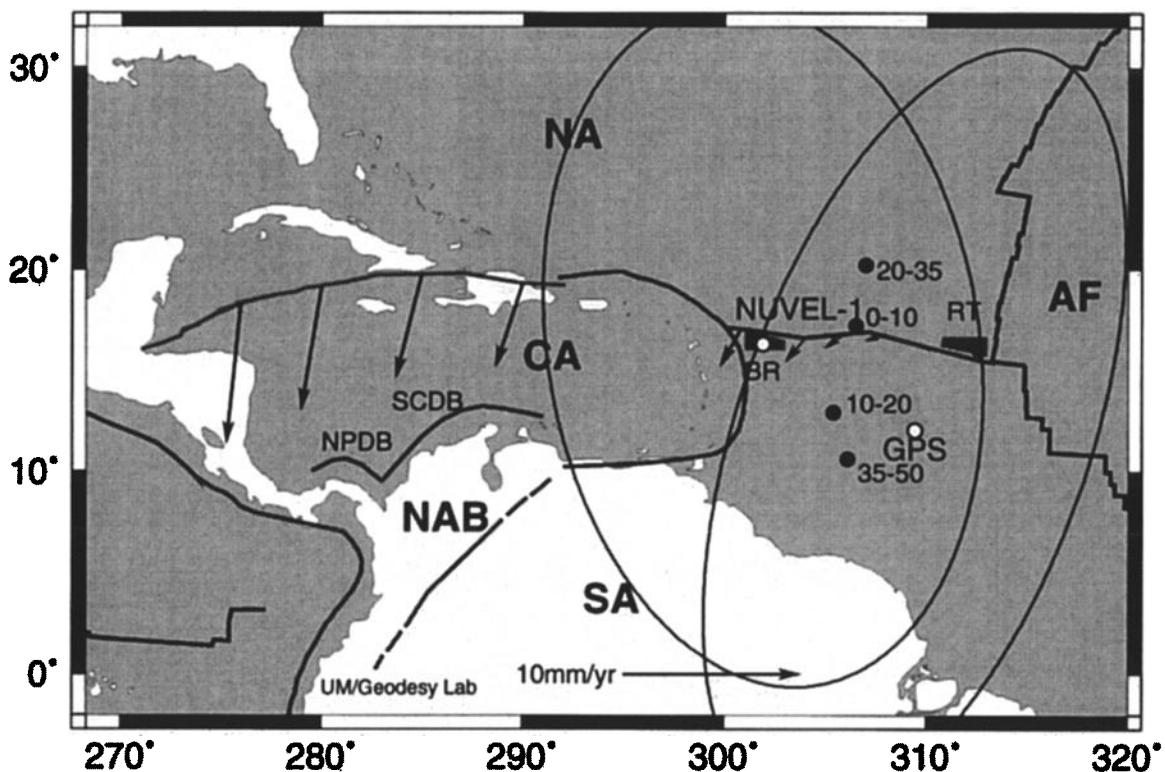 30°
NA
20°
20-35
NUVEL-1
0-10
RT
AF
CA
BR
SCDB
10-20
NPDB
GPS
10°
35-50
NAB
SA
0°
10mm/yr
UM/Geodesy Lab
270° 280° 290° 300° 310° 320°